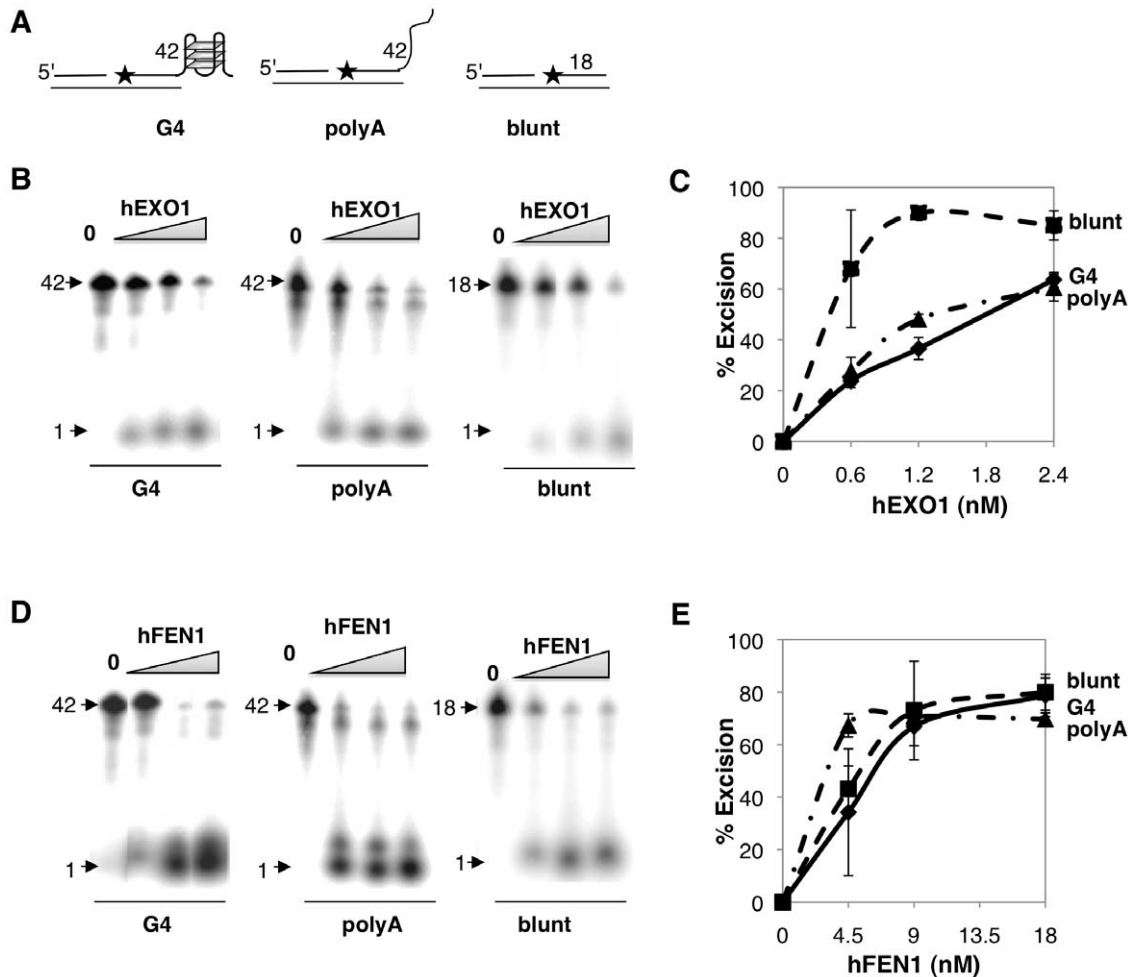 A
5'
42
G4
5'
42
polyA
5'
18
blunt
B
hEXO1
0
42
1
G4
hEXO1
0
42
1
polyA
hEXO1
0
18
1
blunt
C
% Excision
100
80
60
40
20
0
0
0.6
1.2
1.8
2.4
hEXO1 (nM)
blunt
G4
polyA
D
hFEN1
0
42
1
G4
hFEN1
0
42
1
polyA
hFEN1
0
18
1
blunt
E
% Excision
100
80
60
40
20
0
0
4.5
9
13.5
18
hFEN1 (nM)
blunt
G4
polyA